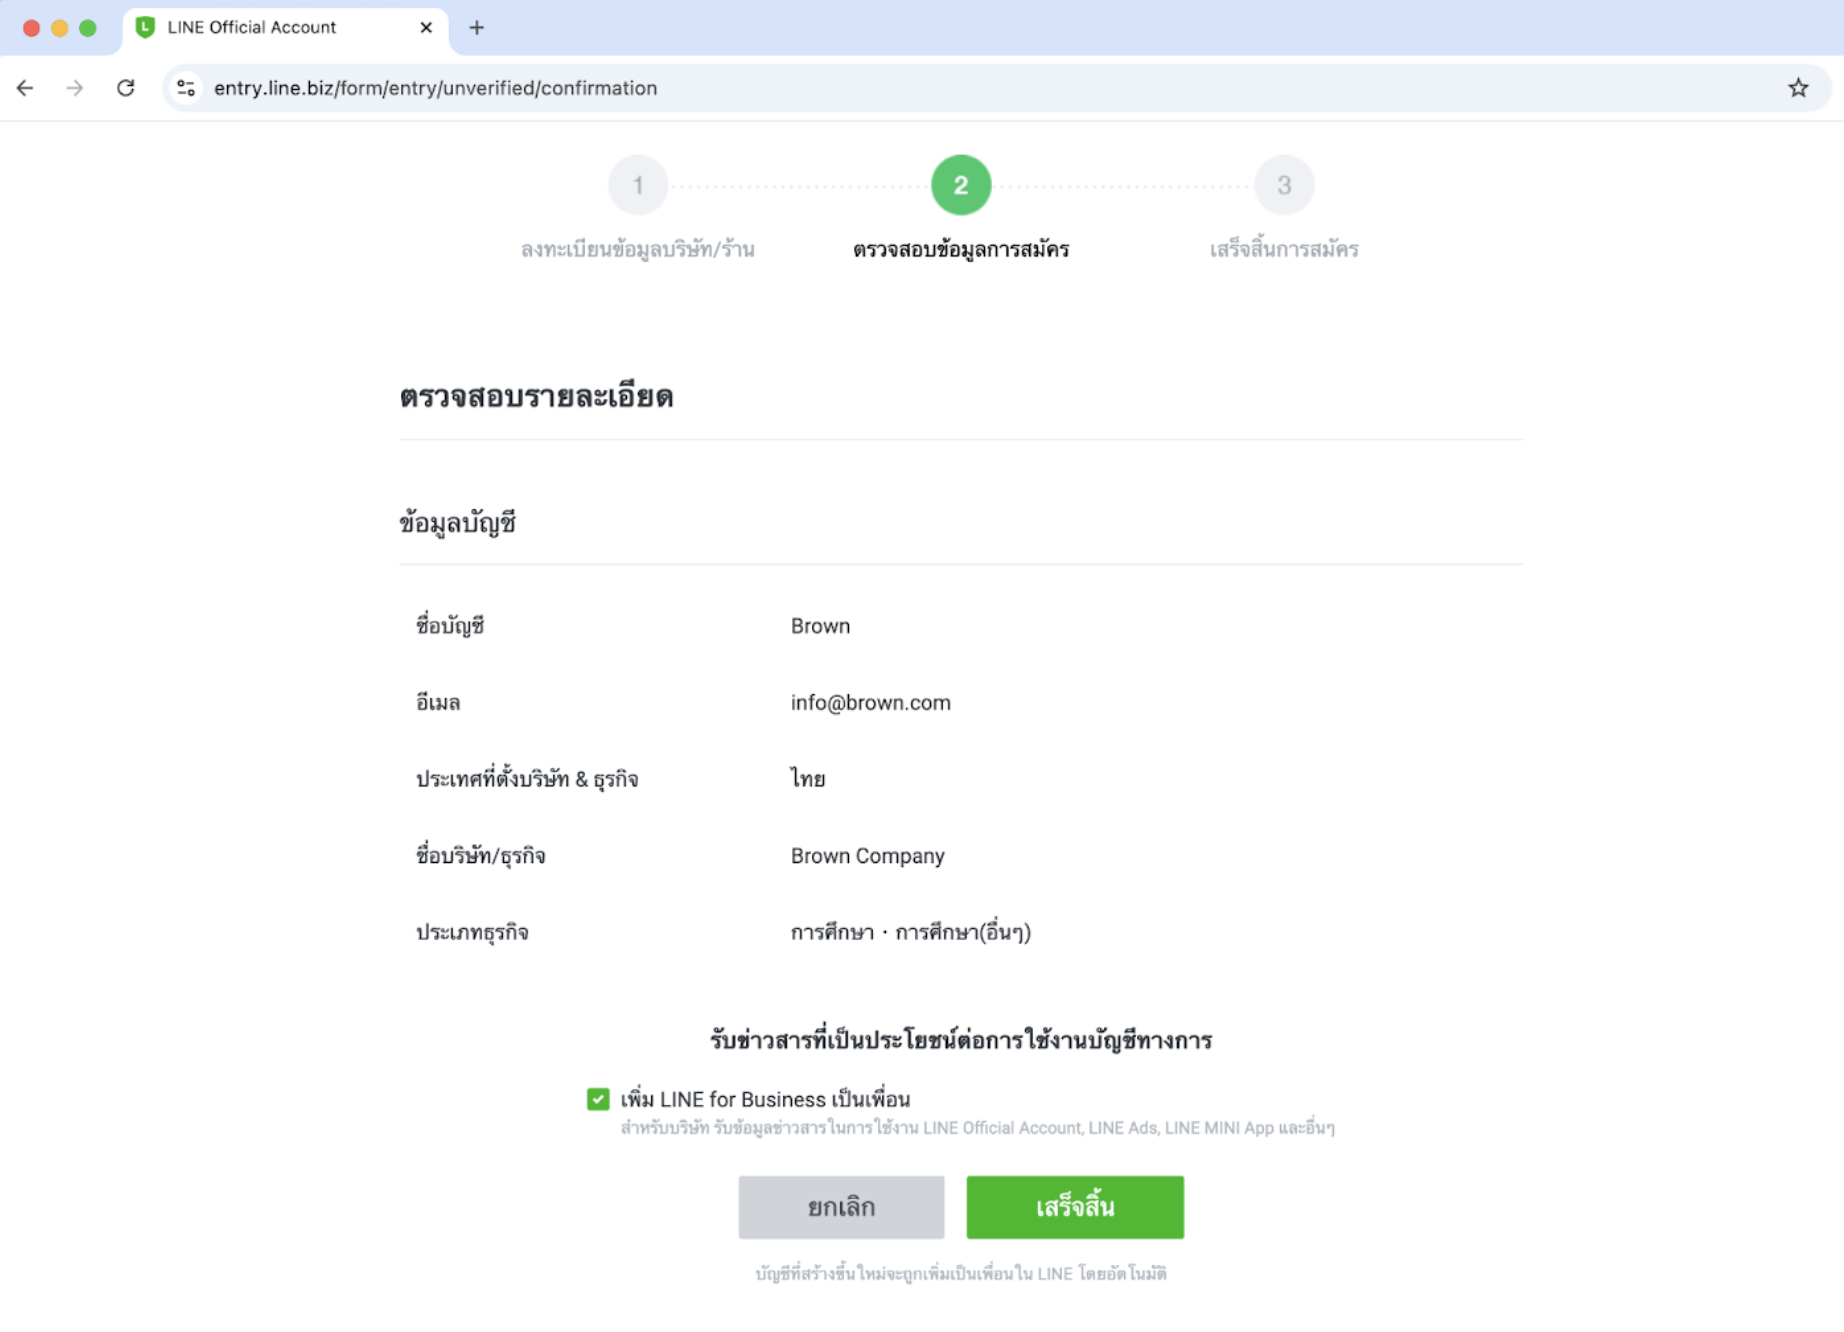 LINE Official Account
entry.line.biz/form/entry/unverified/confirmation
1 2 3
ลงทะเบียนข้อมูลบริษัท/ร้าน ตรวจสอบข้อมูลการสมัคร เสร็จสิ้นการสมัคร
ตรวจสอบรายละเอียด
ข้อมูลบัญชี
ชื่อบัญชี Brown
อีเมล info@brown.com
ประเทศที่ตั้งบริษัท & ธุรกิจ ไทย
ชื่อบริษัท/ธุรกิจ Brown Company
ประเภทธุรกิจ การศึกษา · การศึกษา(อื่นๆ)
รับข่าวสารที่เป็นประโยชน์ต่อการใช้งานบัญชีทางการ
เพิ่ม LINE for Business เป็นเพื่อน
สำหรับบริษัท รับข้อมูลข่าวสารในการใช้งาน LINE Official Account, LINE Ads, LINE MINI App และอื่นๆ
ยกเลิก เสร็จสิ้น
บัญชีที่สร้างขึ้นใหม่จะถูกเพิ่มเป็นเพื่อนใน LINE โดยอัตโนมัติ